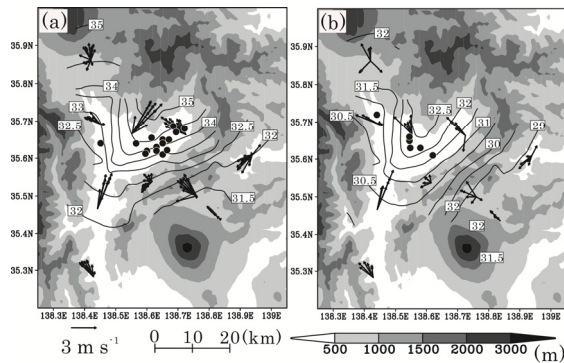 (a)
35.9N
35.8N
35.7N
35.6N
35.5N
35.4N
35.3N
35
34
35
33
34
32.5
32.5
32
31.5
32
138.3E 138.4E 138.5E 138.6E 138.7E 138.8E 138.9E 139E
3 m s⁻¹
0 10 20 (km)
(b)
32
31.5
30.5
32.5
32
31
29
30
30.5
32
32
31.5
138.3E 138.4E 138.5E 138.6E 138.7E 138.8E 138.9E 139E
500 1000 1500 2000 3000 (m)